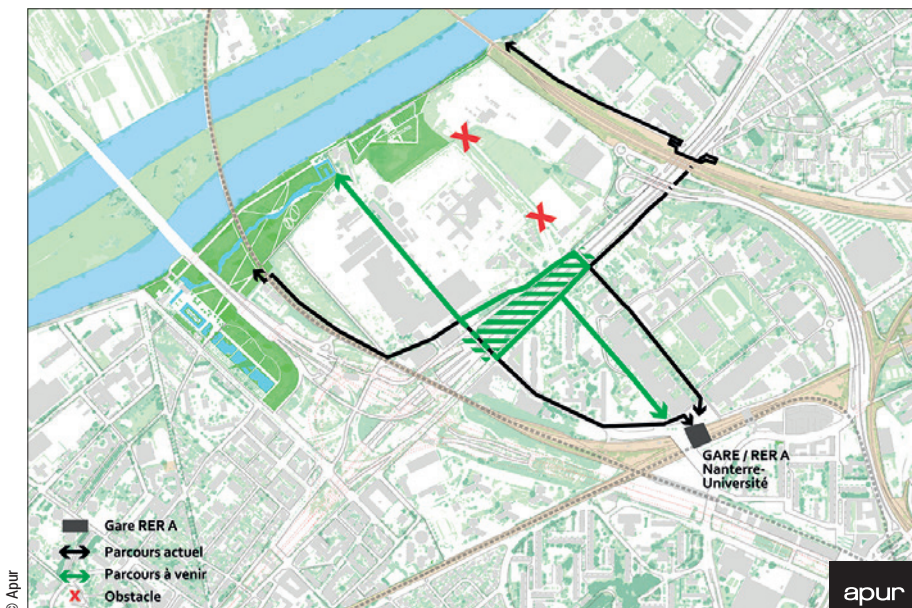 GARE / RER A
Nanterre-
Université
Gare RER A
Parcours actuel
Parcours à venir
X Obstacle
© Apur
apur